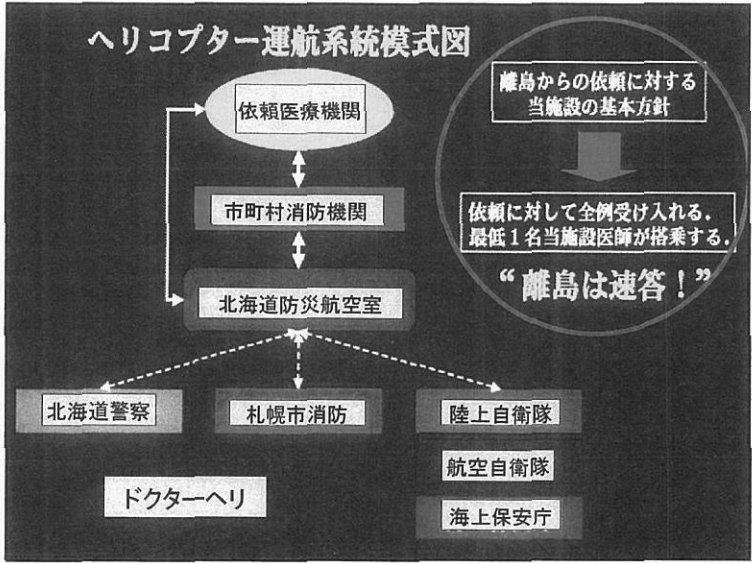 ヘリコプター運航系統模式図
依頼医療機関
市町村消防機関
北海道防災航空室
北海道警察
札幌市消防
陸上自衛隊
航空自衛隊
海上保安庁
ドクターヘリ
離島からの依頼に対する
当施設の基本方針
依頼に対して全例受け入れる.
最低1名当施設医師が搭乗する.
“離島は速答!”